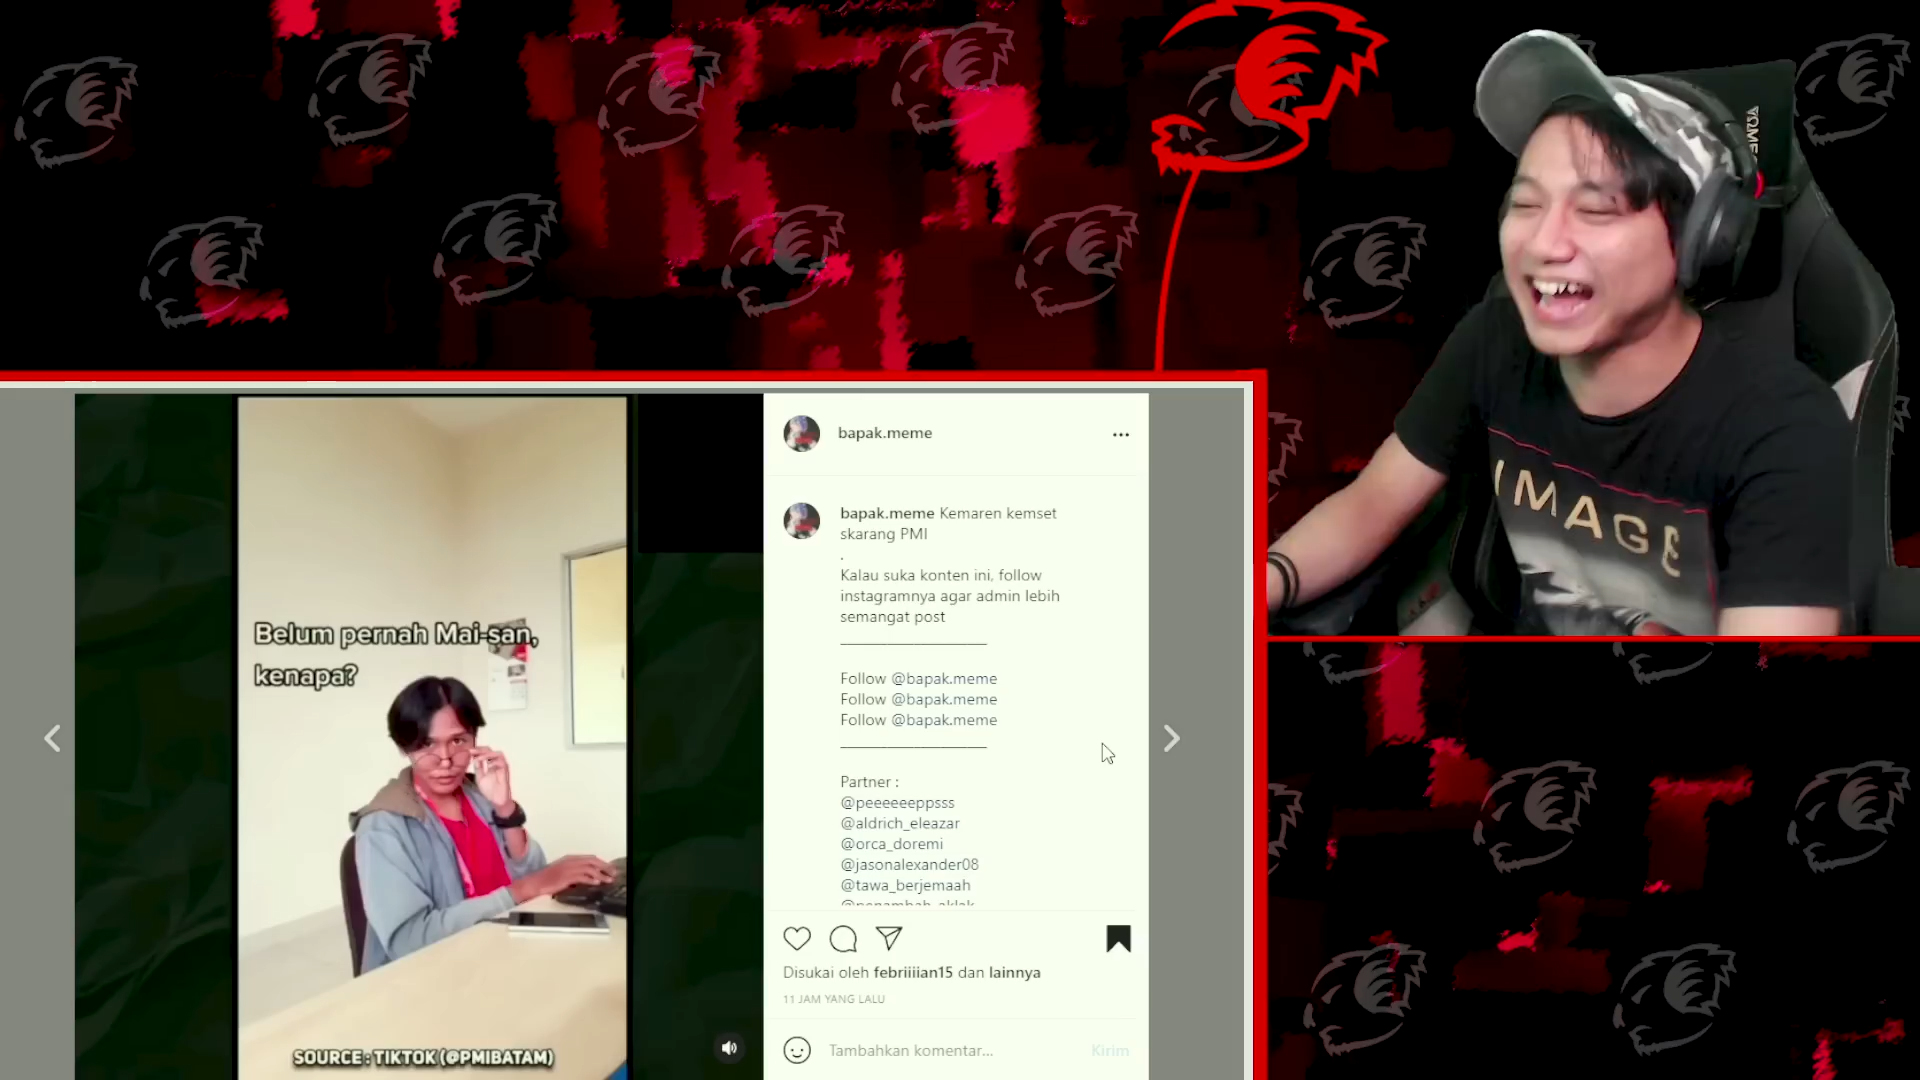 Belum pernah Mai-san,
kenapa?
SOURCE : TIKTOK (@PMIBATAM)
bapak.meme
bapak.meme Kemaren kemset
skarang PMI
.
Kalau suka konten ini, follow
instagramnya agar admin lebih
semangat post
Follow @bapak.meme
Follow @bapak.meme
Follow @bapak.meme
Partner :
@peeeeeeppsss
@aldrich_eleazar
@orca_doremi
@jasonalexander08
@tawa_berjemaah
@penambah_aklak
Disukai oleh febriiiian15 dan lainnya
11 JAM YANG LALU
Tambahkan komentar...
Kirim
IMAGE